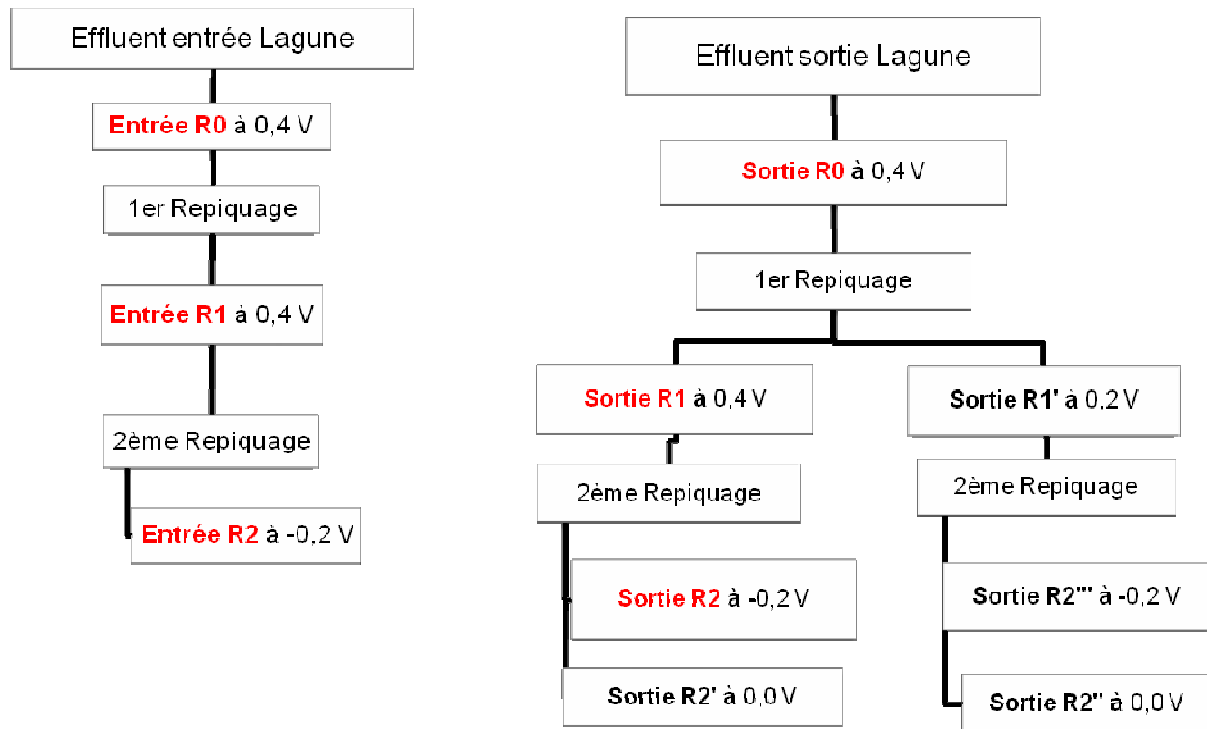 Effluent entrée Lagune
Entrée R0 à 0,4 V
1er Repiquage
Entrée R1 à 0,4 V
2ème Repiquage
Entrée R2 à -0,2 V
Effluent sortie Lagune
Sortie R0 à 0,4 V
1er Repiquage
Sortie R1 à 0,4 V
2ème Repiquage
Sortie R2 à -0,2 V
Sortie R2' à 0,0 V
Sortie R1' à 0,2 V
2ème Repiquage
Sortie R2''' à -0,2 V
Sortie R2'' à 0,0 V